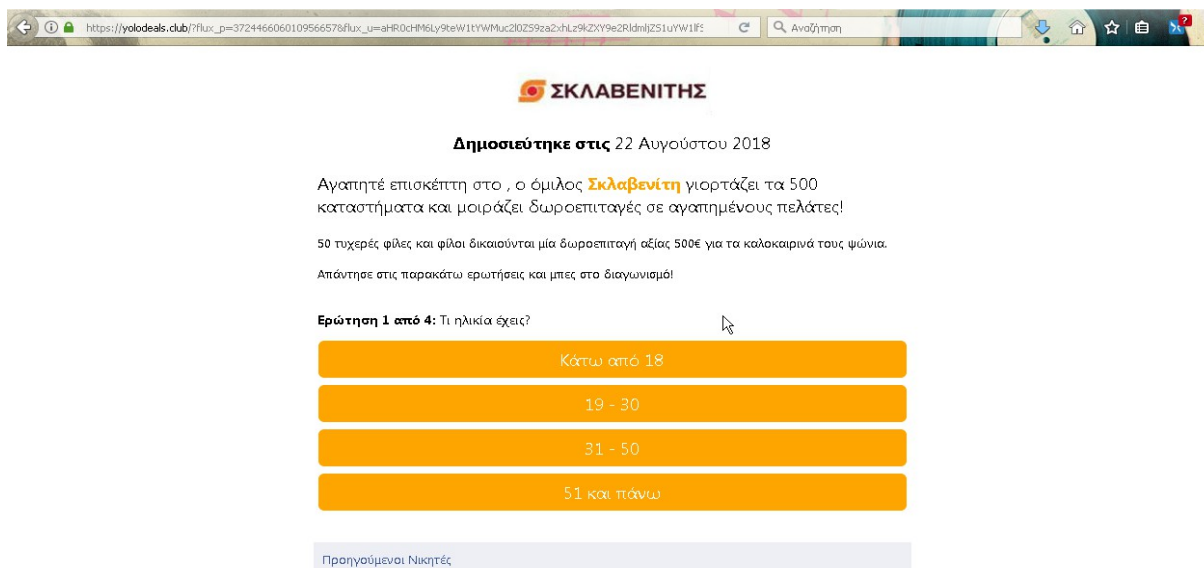 https://yolodeals.club/?flux_p=3724466060109566578&flux_u=
Αναζήτηση
?
ΣΚΛΑΒΕΝΙΤΗΣ
Δημοσιεύτηκε στις 22 Αυγούστου 2018
Αγαπητέ επισκέπτη στο , ο όμιλος Σκλαβενίτη γιορτάζει τα 500
καταστήματα και μοιράζει δωροεπιταγές σε αγαπημένους πελάτες!
50 τυχερές φίλες και φίλοι δικαιούνται μία δωροεπιταγή αξίας 500€ για τα καλοκαιρινά τους ψώνια.
Απάντησε στις παρακάτω ερωτήσεις και μπες στο διαγωνισμό!
Ερώτηση 1 από 4: Τι ηλικία έχεις?
Κάτω από 18
19 - 30
31 - 50
51 και πάνω
Προηγούμενοι Νικητές